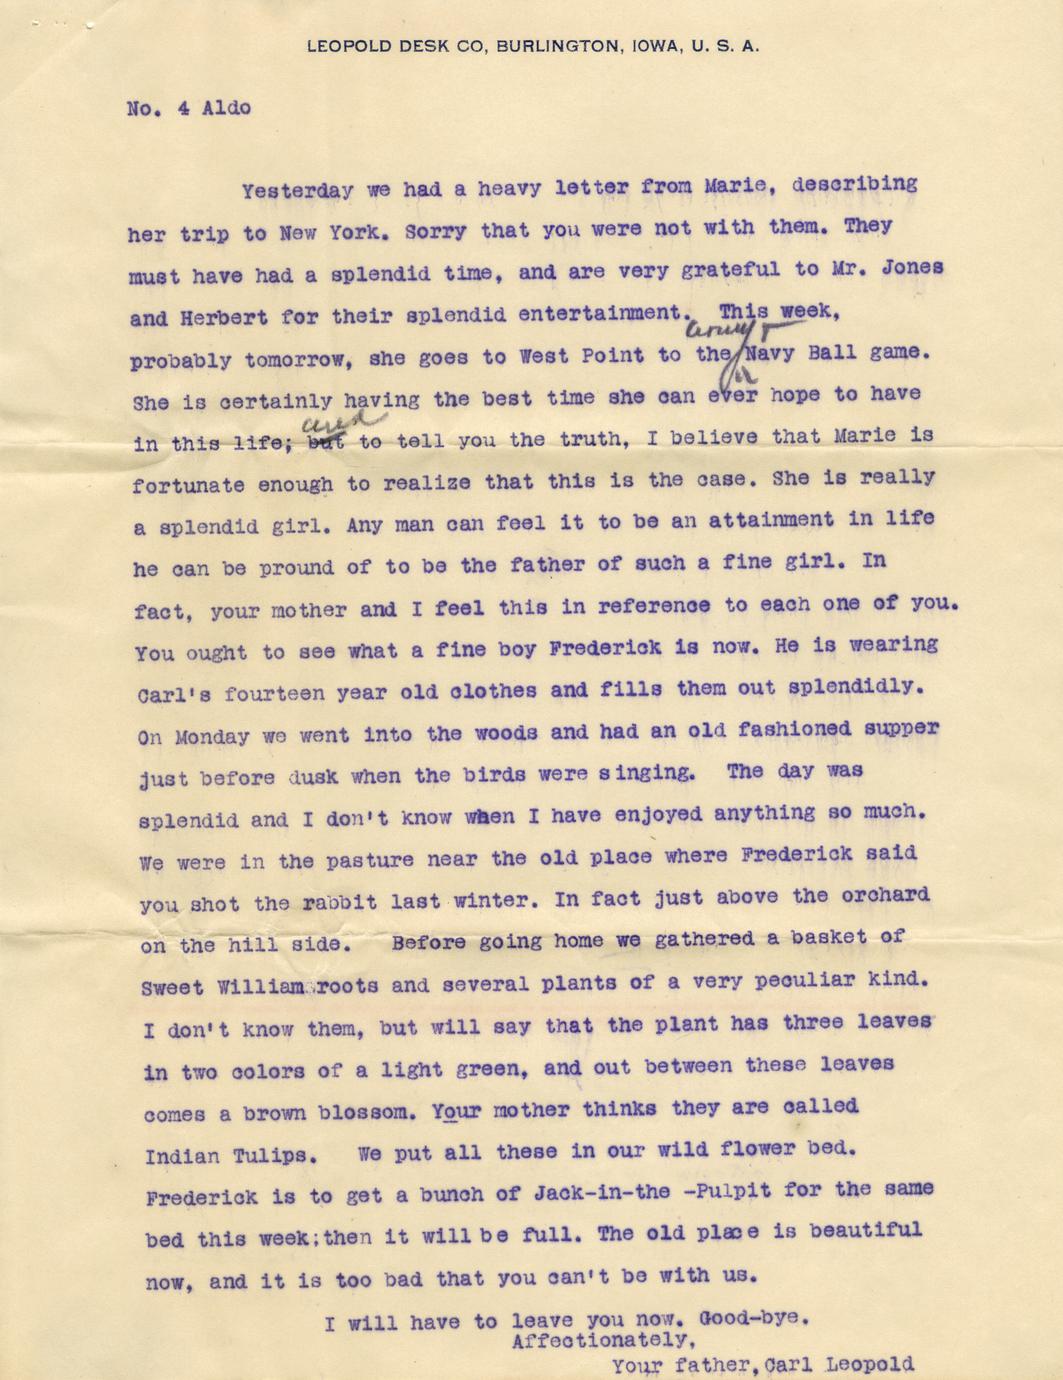 LEOPOLD DESK CO, BURLINGTON, IOWA, U. S. A.
No. 4 Aldo
Yesterday we had a heavy letter from Marie, describing
her trip to New York. Sorry that you were not with them. They
must have had a splendid time, and are very grateful to Mr. Jones
and Herbert for their splendid entertainment. This week,
army &
probably tomorrow, she goes to West Point to the Navy Ball game.
She is certainly having the best time she can ever hope to have
and
in this life; but to tell you the truth, I believe that Marie is
fortunate enough to realize that this is the case. She is really
a splendid girl. Any man can feel it to be an attainment in life
he can be pround of to be the father of such a fine girl. In
fact, your mother and I feel this in reference to each one of you.
You ought to see what a fine boy Frederick is now. He is wearing
Carl's fourteen year old clothes and fills them out splendidly.
On Monday we went into the woods and had an old fashioned supper
just before dusk when the birds were singing. The day was
splendid and I don't know when I have enjoyed anything so much.
We were in the pasture near the old place where Frederick said
you shot the rabbit last winter. In fact just above the orchard
on the hill side. Before going home we gathered a basket of
Sweet William roots and several plants of a very peculiar kind.
I don't know them, but will say that the plant has three leaves
in two colors of a light green, and out between these leaves
comes a brown blossom. Your mother thinks they are called
Indian Tulips. We put all these in our wild flower bed.
Frederick is to get a bunch of Jack-in-the -Pulpit for the same
bed this week;then it will be full. The old place is beautiful
now, and it is too bad that you can't be with us.
I will have to leave you now. Good-bye.
Affectionately,
Your father,Carl Leopold